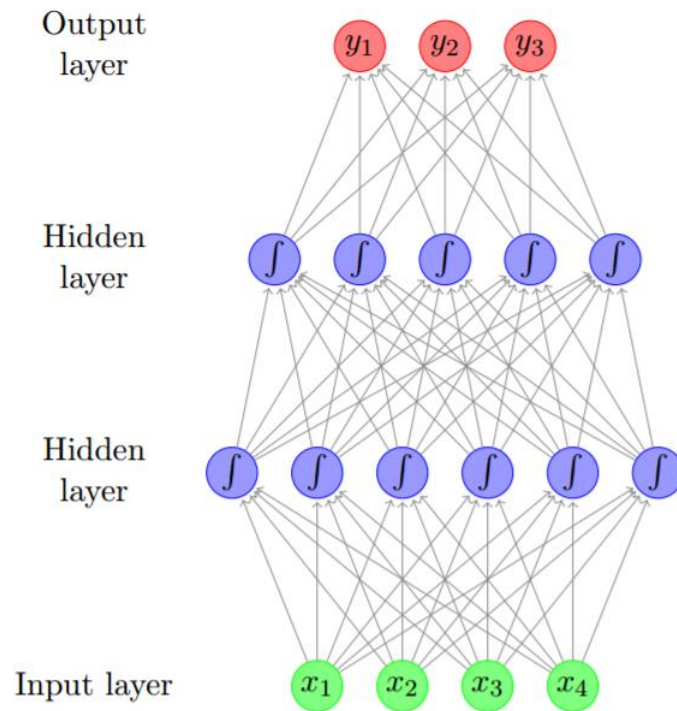 Output
layer
y₁ y₂ y₃
Hidden
layer
∫ ∫ ∫ ∫ ∫
Hidden
layer
∫ ∫ ∫ ∫ ∫ ∫
Input layer
x₁ x₂ x₃ x₄